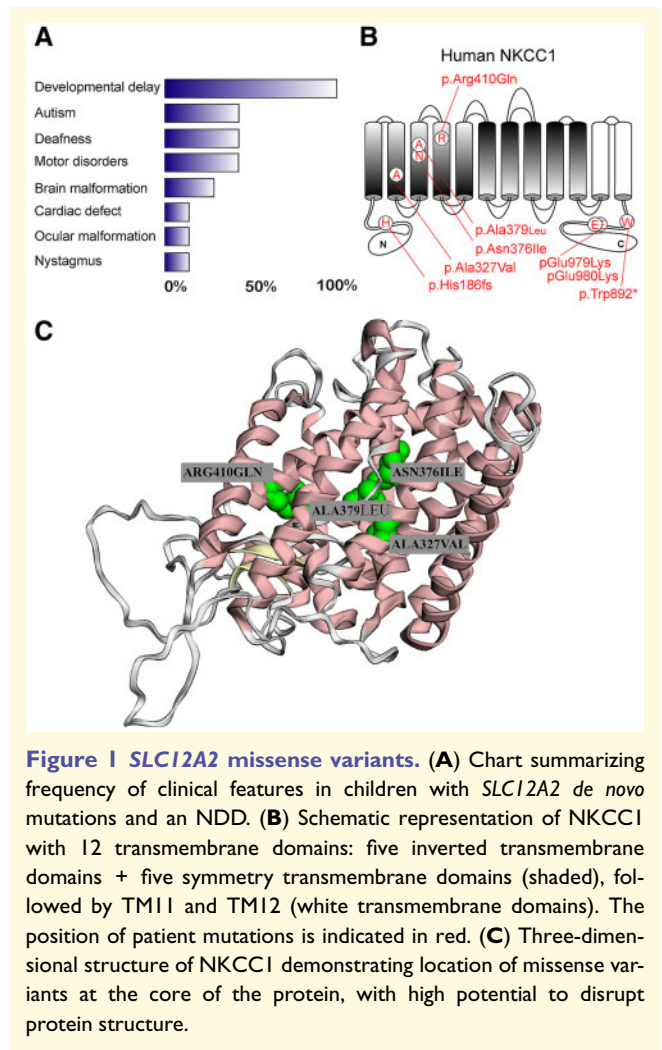 A
Developmental delay
Autism
Deafness
Motor disorders
Brain malformation
Cardiac defect
Ocular malformation
Nystagmus
0% 50% 100%
B
Human NKCC1
p.Arg410Gln
R
A
N
A
H
E
W
N
C
p.Ala379Leu
p.Asn376Ile
p.Ala327Val
p.His186fs
pGlu979Lys
pGlu980Lys
p.Trp892*
C
ARG410GLN
ASN376ILE
ALA379LEU
ALA327VAL
Figure 1 SLC12A2 missense variants. (A) Chart summarizing
frequency of clinical features in children with SLC12A2 de novo
mutations and an NDD. (B) Schematic representation of NKCC1
with 12 transmembrane domains: five inverted transmembrane
domains + five symmetry transmembrane domains (shaded), fol-
lowed by TM11 and TM12 (white transmembrane domains). The
position of patient mutations is indicated in red. (C) Three-dimen-
sional structure of NKCC1 demonstrating location of missense var-
iants at the core of the protein, with high potential to disrupt
protein structure.